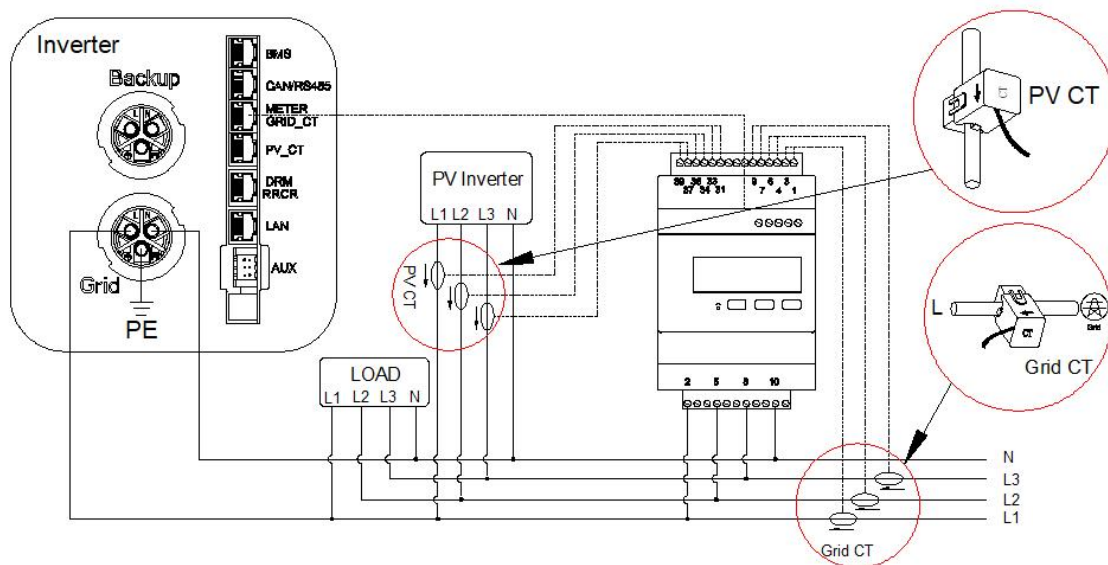 Inverter
Backup
L N
PE
Grid
L N
PE
BMS
CAN/RS485
METER
GRID_CT
PV_CT
DRM
RRCR
LAN
AUX
PV Inverter
L1 L2 L3 N
PV CT
LOAD
L1 L2 L3 N
39 36 33 9 6 3
37 34 31 7 4 1
2 5 8 10
PV CT
L
CT
Grid
Grid CT
N
L3
L2
L1
Grid CT